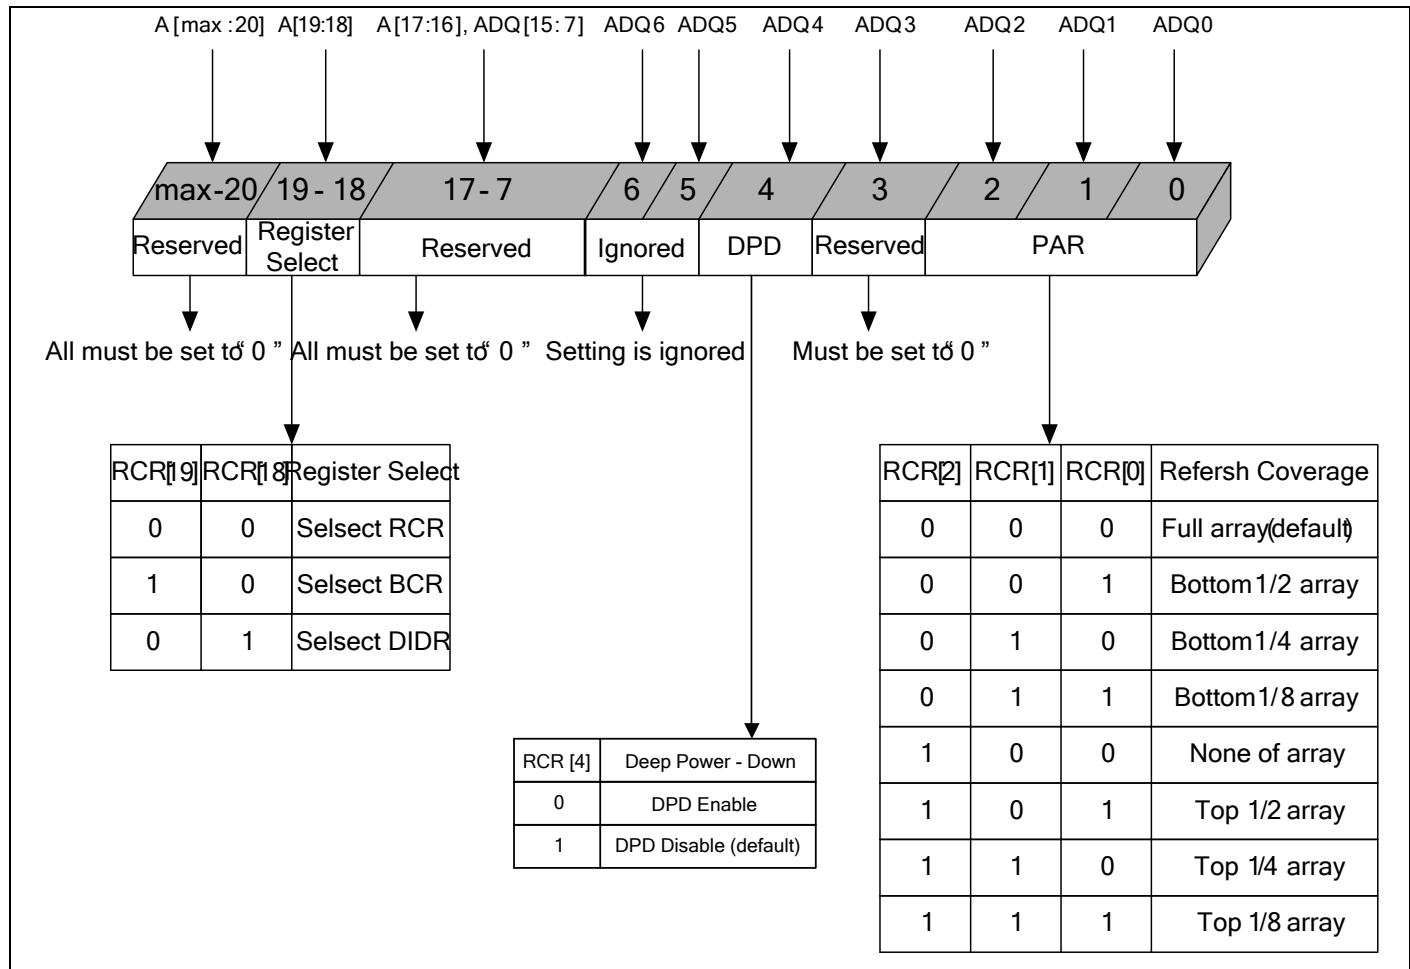 A[max:20] A[19:18] A[17:16], ADQ[15:7] ADQ6 ADQ5 ADQ4 ADQ3 ADQ2 ADQ1 ADQ0
max-20 19-18 17-7 6 5 4 3 2 1 0
Reserved Register Select Reserved Ignored DPD Reserved PAR
All must be set to “0” All must be set to “0” Setting is ignored Must be set to “0”
RCR[19] RCR[18] Register Select
0 0 Selsect RCR
1 0 Selsect BCR
0 1 Selsect DIDR
RCR [4] Deep Power - Down
0 DPD Enable
1 DPD Disable (default)
RCR[2] RCR[1] RCR[0] Refersh Coverage
0 0 0 Full array(default)
0 0 1 Bottom 1/2 array
0 1 0 Bottom 1/4 array
0 1 1 Bottom 1/8 array
1 0 0 None of array
1 0 1 Top 1/2 array
1 1 0 Top 1/4 array
1 1 1 Top 1/8 array